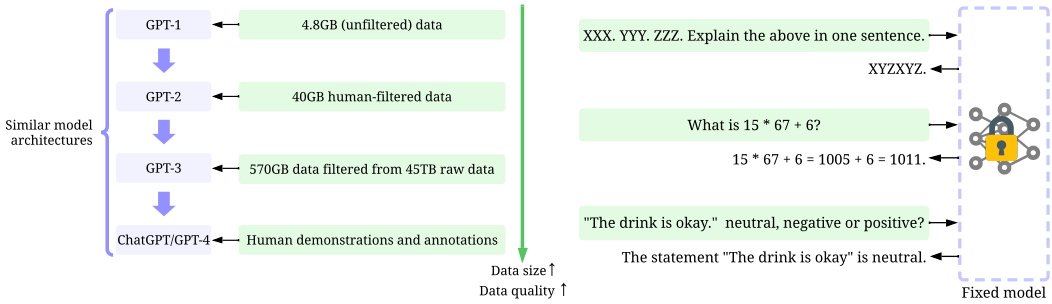 Similar model
architectures
GPT-1
4.8GB (unfiltered) data
GPT-2
40GB human-filtered data
GPT-3
570GB data filtered from 45TB raw data
ChatGPT/GPT-4
Human demonstrations and annotations
Data size↑
Data quality ↑
XXX. YYY. ZZZ. Explain the above in one sentence.
XYZXYZ.
What is 15 * 67 + 6?
15 * 67 + 6 = 1005 + 6 = 1011.
"The drink is okay."  neutral, negative or positive?
The statement "The drink is okay" is neutral.
Fixed model